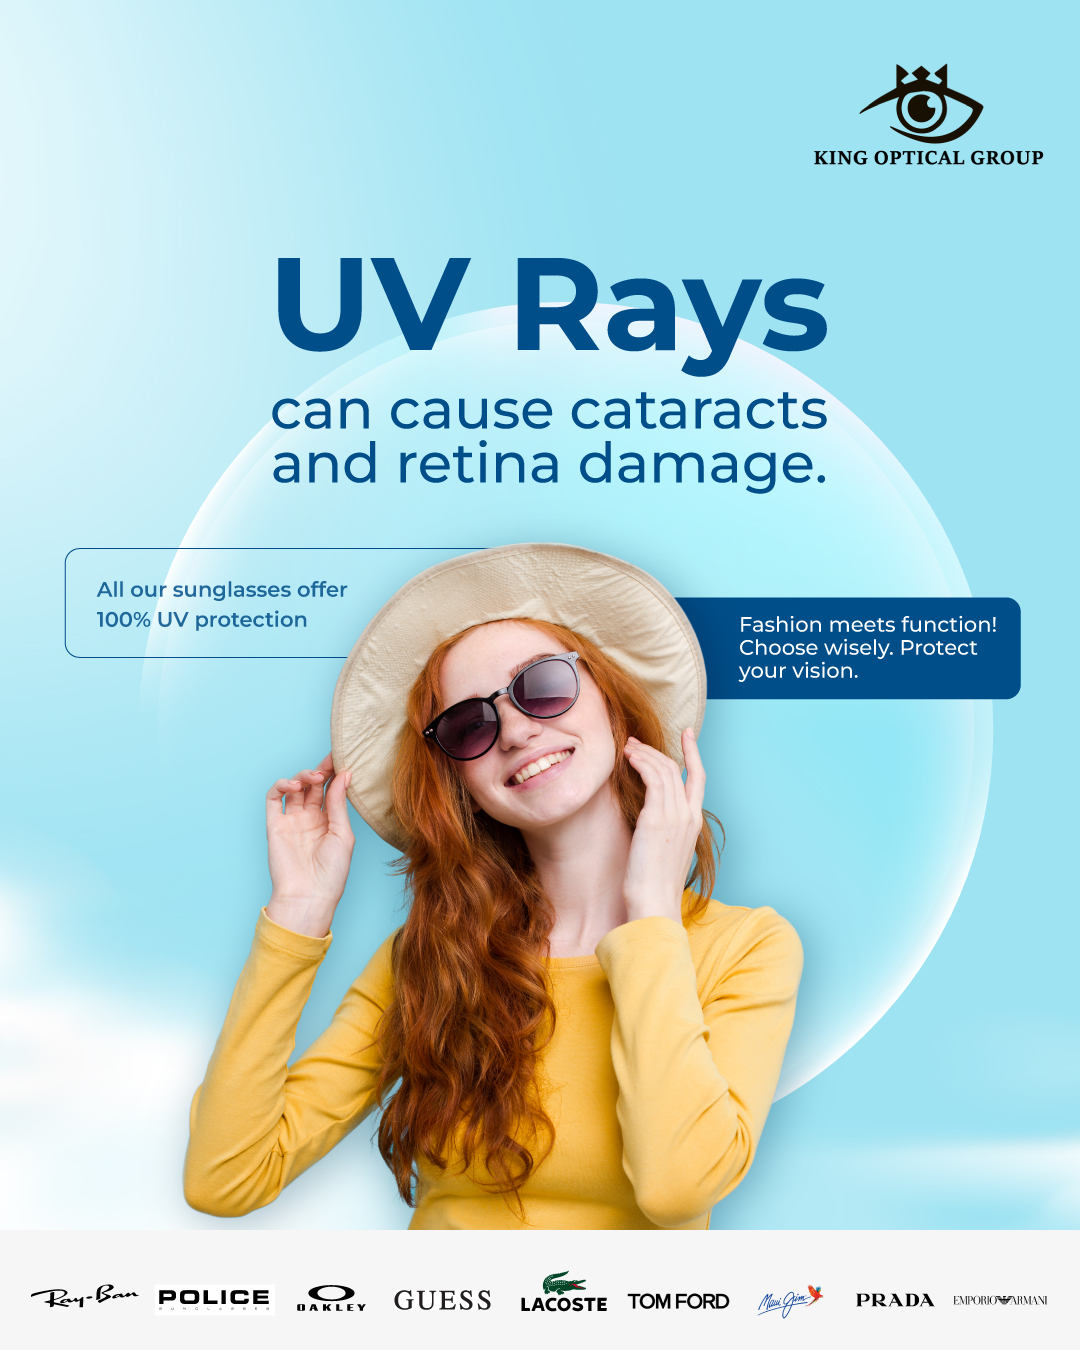 KING OPTICAL GROUP
UV Rays
can cause cataracts
and retina damage.
All our sunglasses offer
100% UV protection
Fashion meets function!
Choose wisely. Protect
your vision.
Ray-Ban
POLICE
SUNGLASSES
OAKLEY
GUESS
LACOSTE
TOM FORD
Maui Jim
PRADA
EMPORIO ARMANI